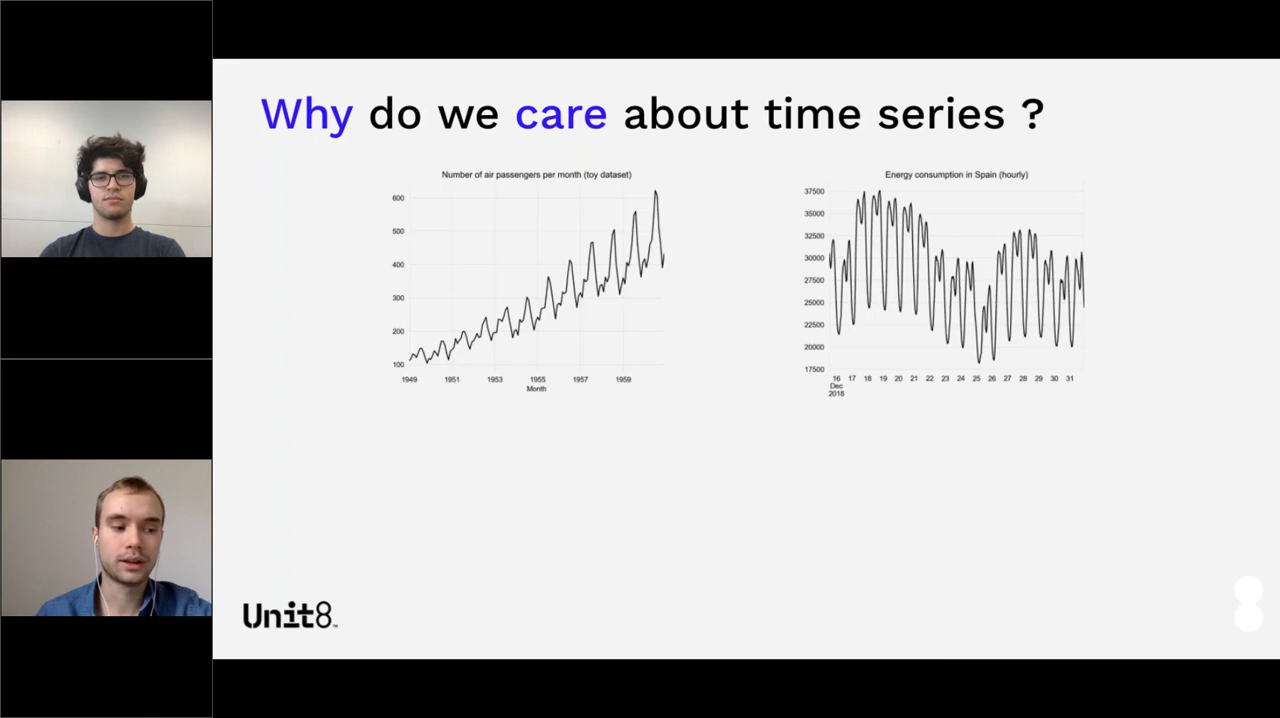 Why do we care about time series ?
Number of air passengers per month (toy dataset)
600
500
400
300
200
100
1949 1951 1953 1955 1957 1959
Month
Energy consumption in Spain (hourly)
37500
35000
32500
30000
27500
25000
22500
20000
17500
16 17 18 19 20 21 22 23 24 25 26 27 28 29 30 31
Dec
2018
Unit8™